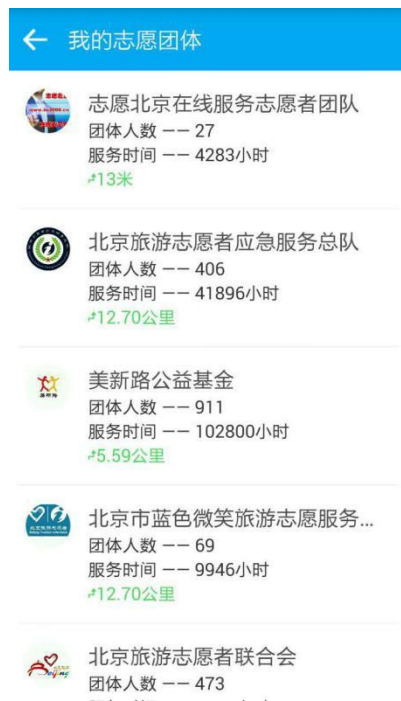 我的志愿团体
志愿北京在线服务志愿者团队
团体人数 —— 27
服务时间 —— 4283小时
13米
北京旅游志愿者应急服务总队
团体人数 —— 406
服务时间 —— 41896小时
12.70公里
美新路公益基金
团体人数 —— 911
服务时间 —— 102800小时
5.59公里
北京市蓝色微笑旅游志愿服务...
团体人数 —— 69
服务时间 —— 9946小时
12.70公里
北京旅游志愿者联合会
团体人数 —— 473